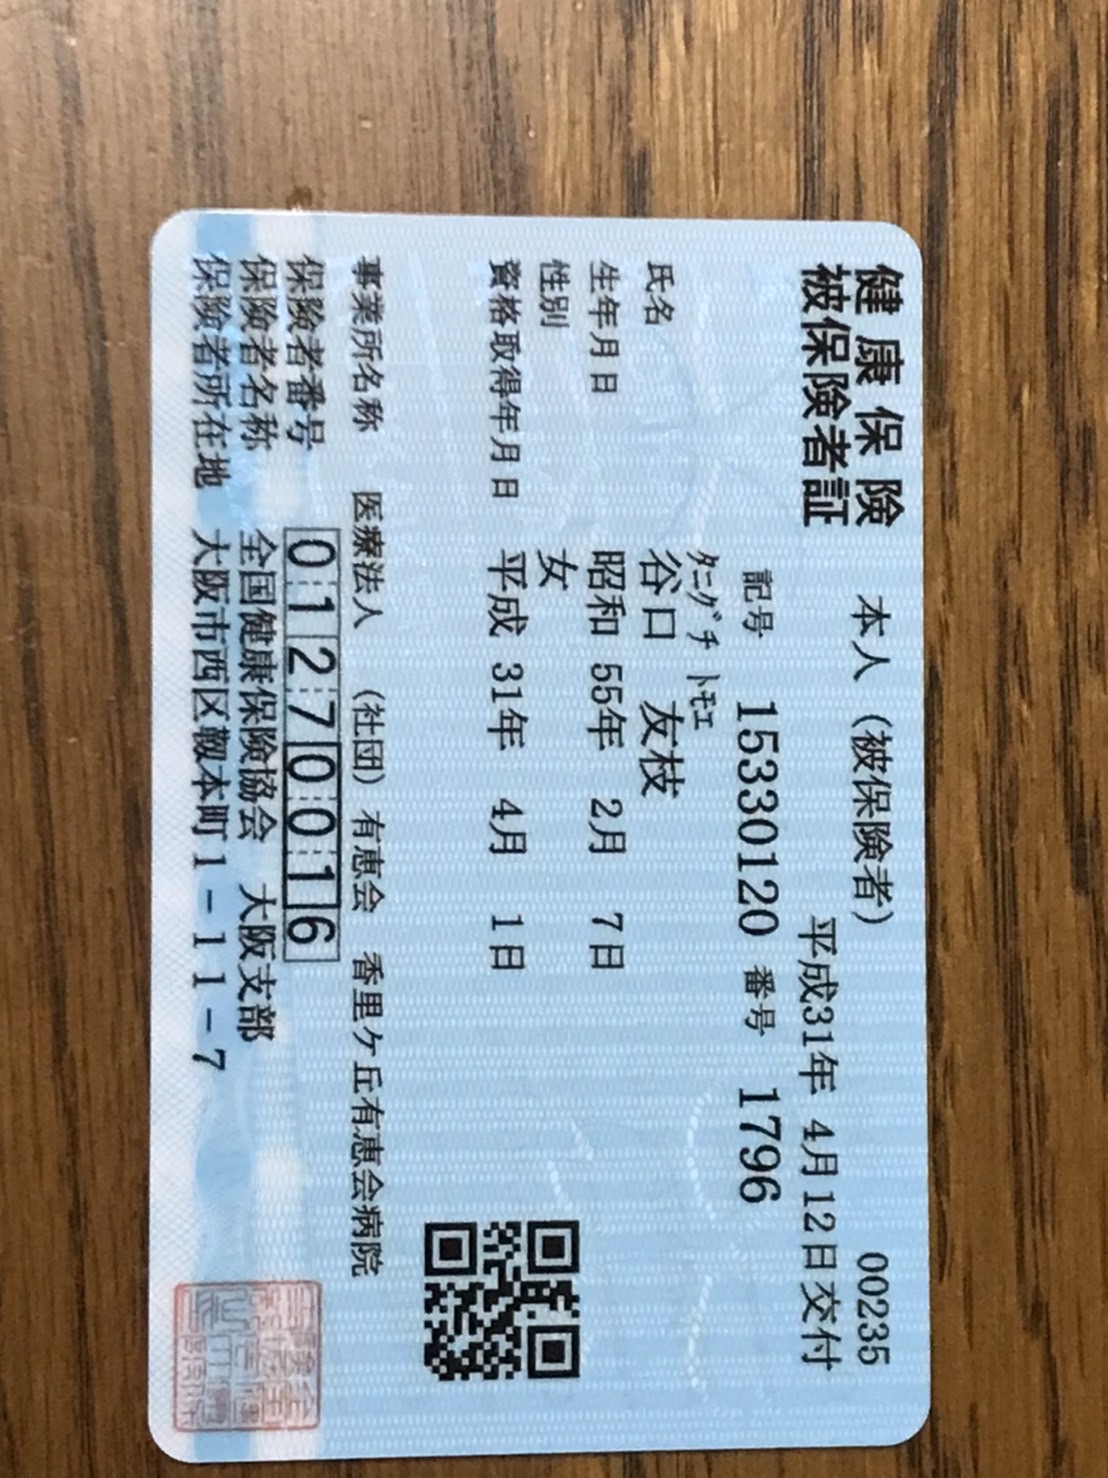 健康保険 本人（被保険者） 00235
被保険者証 平成31年 4月12日交付
記号 15330120 番号 1796
ﾀﾆｸﾞﾁ ﾄﾓｴ
氏名 谷口 友枝
生年月日 昭和 55年 2月 7日
性別 女
資格取得年月日 平成 31年 4月 1日
事業所名称 医療法人 （社団）有恵会 香里ケ丘有恵会病院
保険者番号 01270016
保険者名称 全国健康保険協会 大阪支部
保険者所在地 大阪市西区靱本町1-11-7